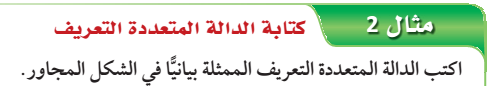 مثال 2 كتابة الدالة المتعددة التعريف
اكتب الدالة المتعددة التعريف الممثلة بيانيًّا في الشكل المجاور.